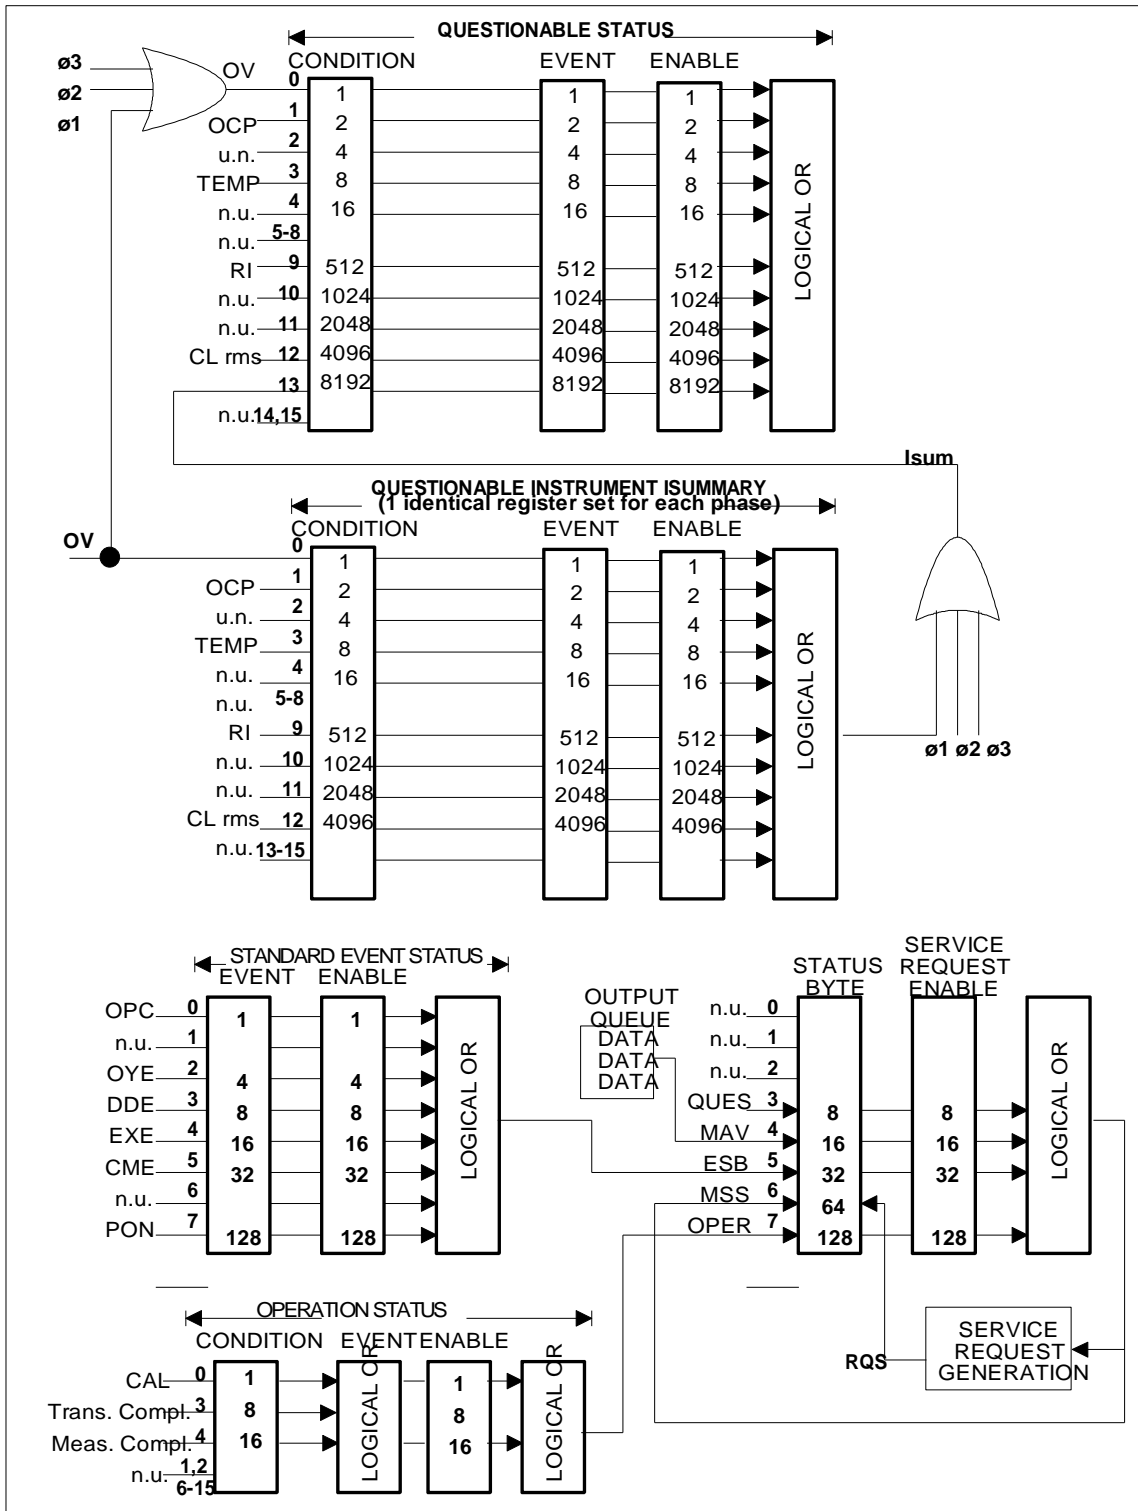 QUESTIONABLE STATUS
CONDITION EVENT ENABLE
ø3
ø2
ø1
OV 0 1 1 1
OCP 1 2 2 2
u.n. 2 4 4 4
TEMP 3 8 8 8
n.u. 4 16 16 16
n.u. 5-8
RI 9 512 512 512
n.u. 10 1024 1024 1024
n.u. 11 2048 2048 2048
CL rms 12 4096 4096 4096
13 8192 8192 8192
n.u. 14,15
LOGICAL OR
Isum
QUESTIONABLE INSTRUMENT ISUMMARY
(1 identical register set for each phase)
CONDITION EVENT ENABLE
OV 0 1 1 1
OCP 1 2 2 2
u.n. 2 4 4 4
TEMP 3 8 8 8
n.u. 4 16 16 16
n.u. 5-8
RI 9 512 512 512
n.u. 10 1024 1024 1024
n.u. 11 2048 2048 2048
CL rms 12 4096 4096 4096
n.u. 13-15
LOGICAL OR
ø1 ø2 ø3
STANDARD EVENT STATUS
EVENT ENABLE
OPC 0 1 1
n.u. 1
OYE 2 4 4
DDE 3 8 8
EXE 4 16 16
CME 5 32 32
n.u. 6
PON 7 128 128
LOGICAL OR
OUTPUT
QUEUE
DATA
DATA
DATA
STATUS
BYTE
SERVICE
REQUEST
ENABLE
n.u. 0
n.u. 1
n.u. 2
QUES 3 8 8
MAV 4 16 16
ESB 5 32 32
MSS 6 64
OPER 7 128 128
LOGICAL OR
OPERATION STATUS
CONDITION EVENT ENABLE
CAL 0 1 1
Trans. Compl. 3 8 8
Meas. Compl. 4 16 16
n.u. 1,2
6-15
LOGICAL OR
LOGICAL OR
RQS
SERVICE
REQUEST
GENERATION